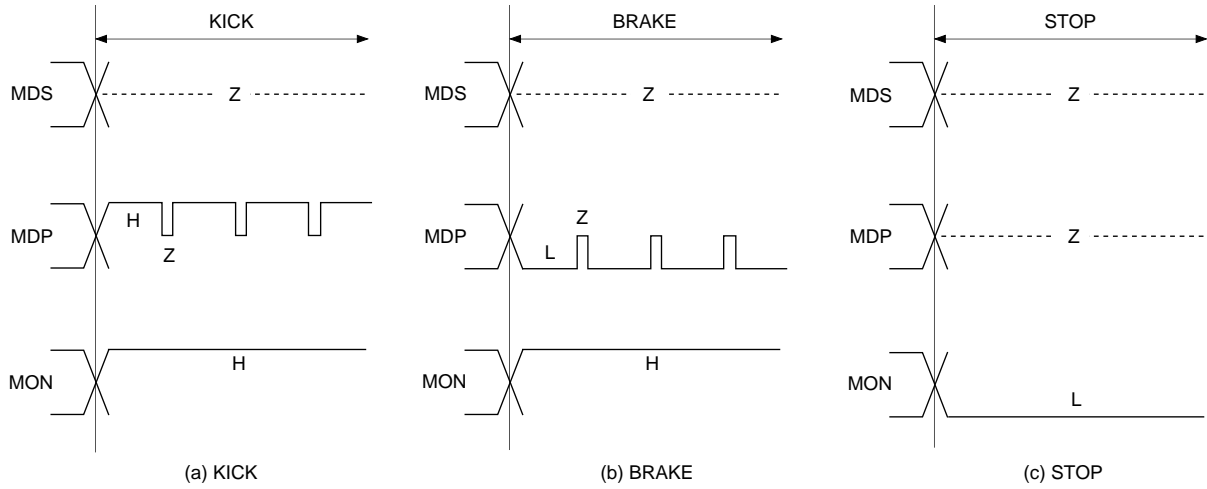 KICK
BRAKE
STOP
MDS
Z
MDS
Z
MDS
Z
MDP
H
Z
MDP
L
Z
MDP
Z
MON
H
MON
H
MON
L
(a) KICK
(b) BRAKE
(c) STOP